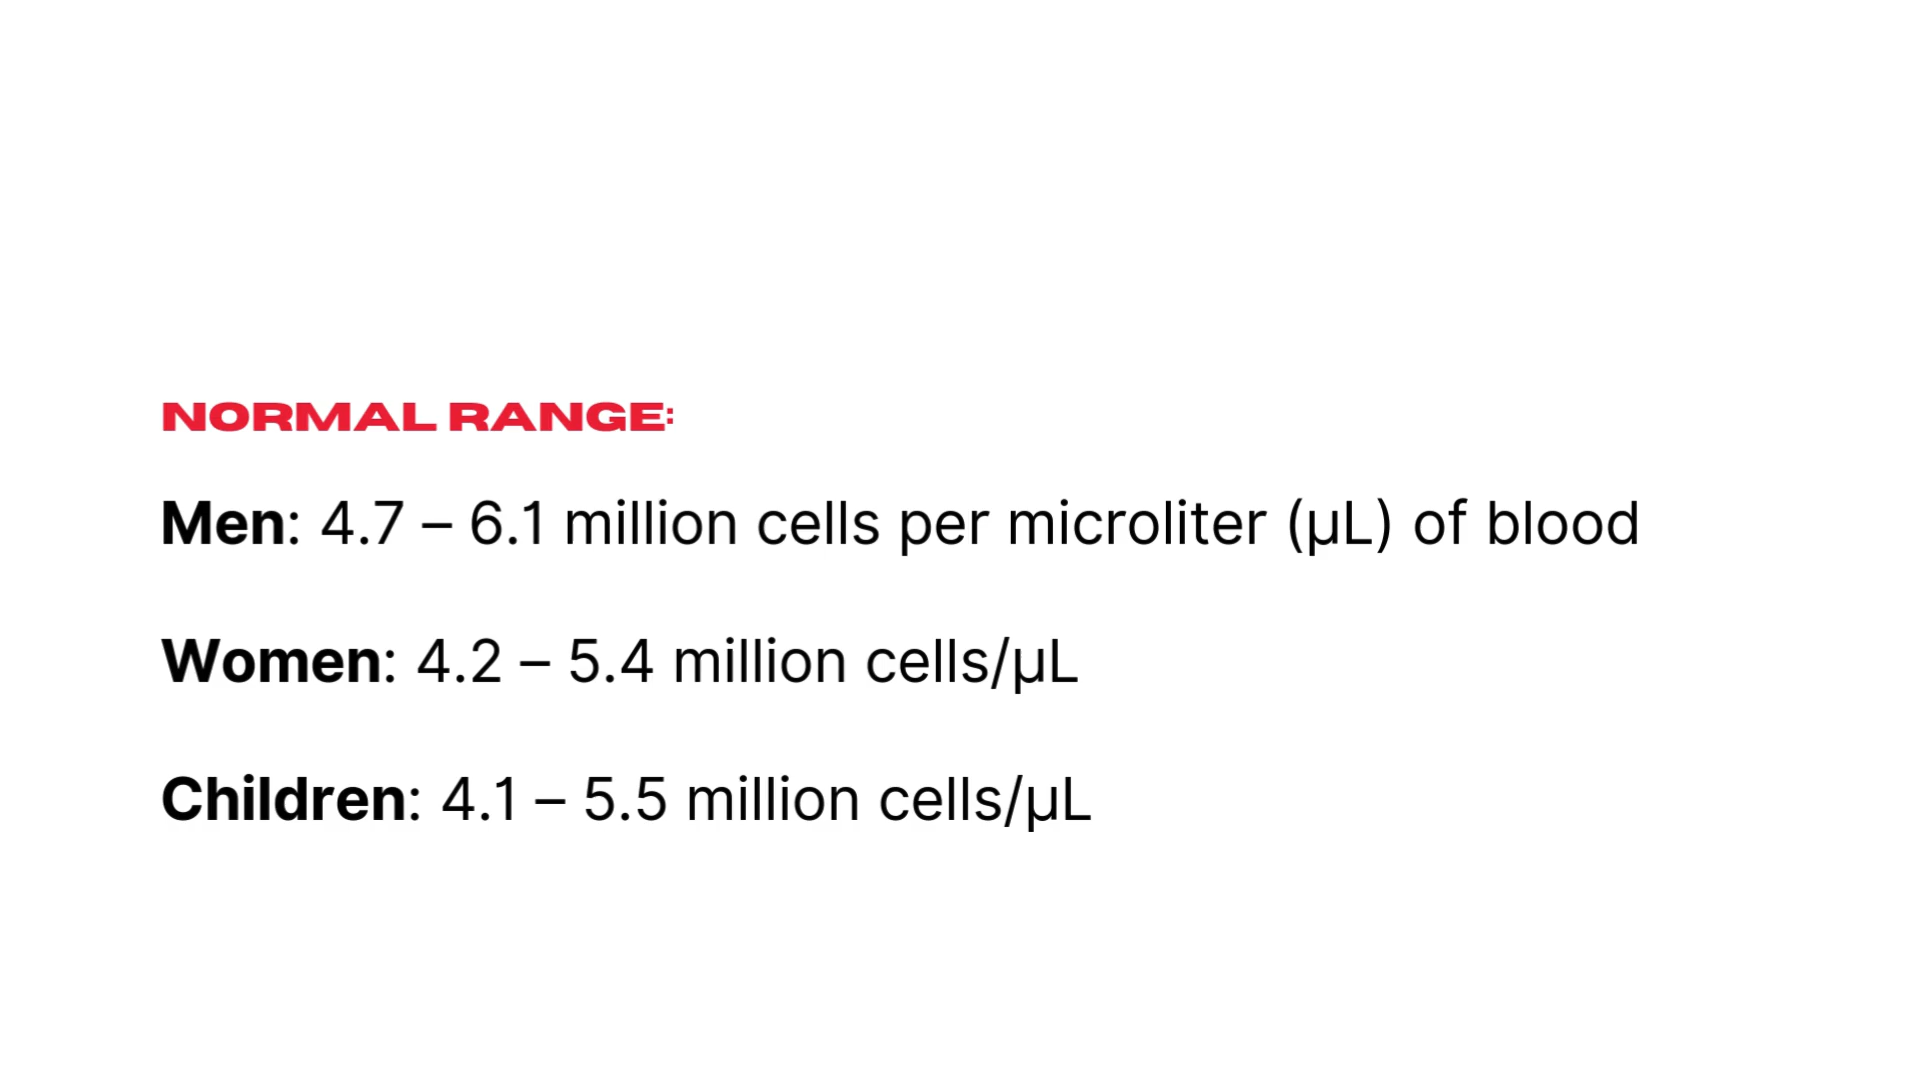 NORMAL RANGE:
Men: 4.7 – 6.1 million cells per microliter (µL) of blood
Women: 4.2 – 5.4 million cells/µL
Children: 4.1 – 5.5 million cells/µL